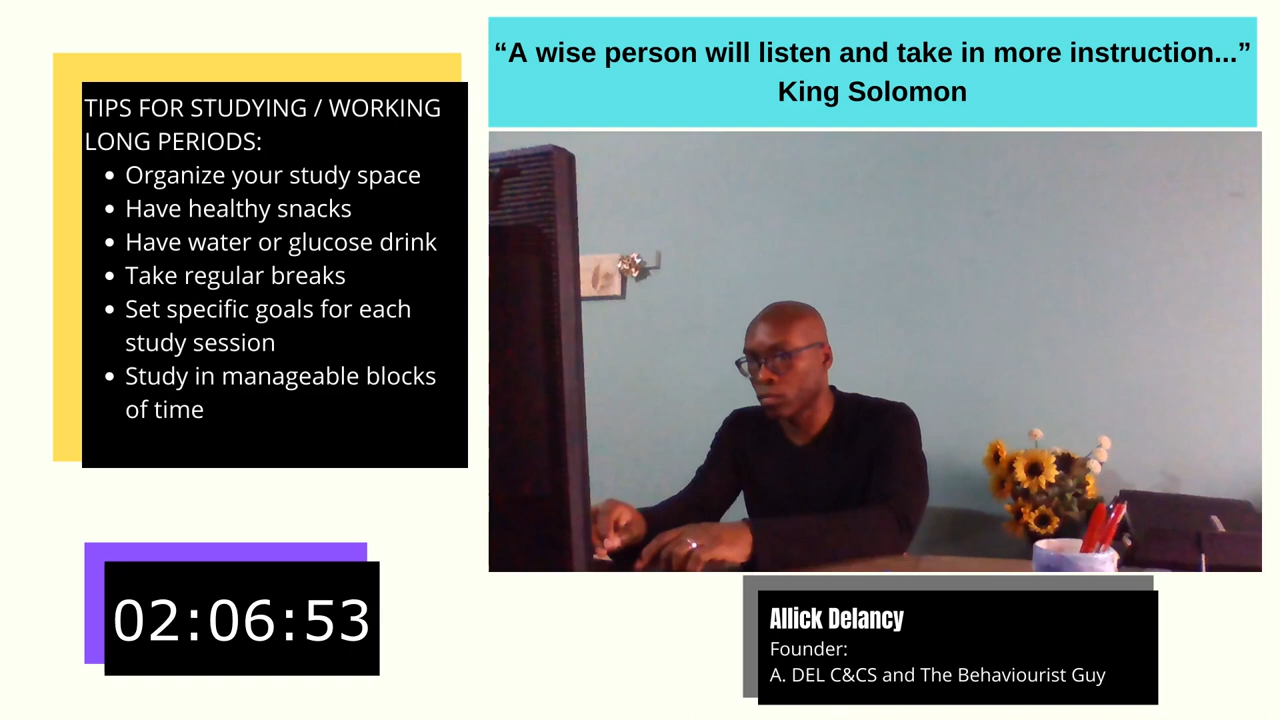 “A wise person will listen and take in more instruction...”
King Solomon
TIPS FOR STUDYING / WORKING
LONG PERIODS:
• Organize your study space
• Have healthy snacks
• Have water or glucose drink
• Take regular breaks
• Set specific goals for each
study session
• Study in manageable blocks
of time
02:06:53
Allick Delancy
Founder:
A. DEL C&CS and The Behaviourist Guy